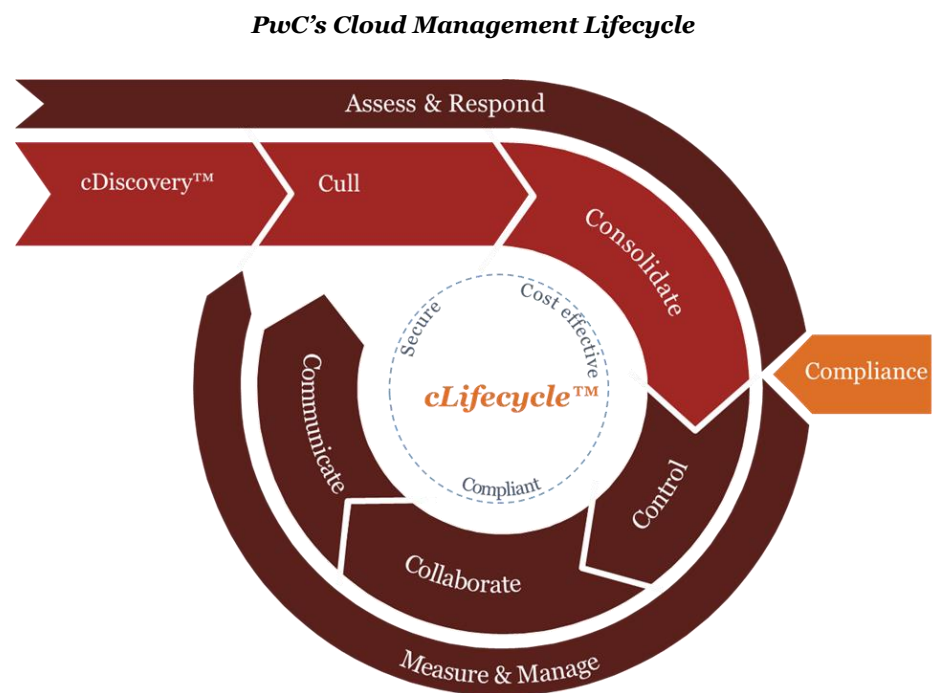 PwC’s Cloud Management Lifecycle
Assess & Respond
cDiscovery™
Cull
Consolidate
Secure
Cost effective
Compliance
cLifecycle™
Communicate
Compliant
Control
Collaborate
Measure & Manage